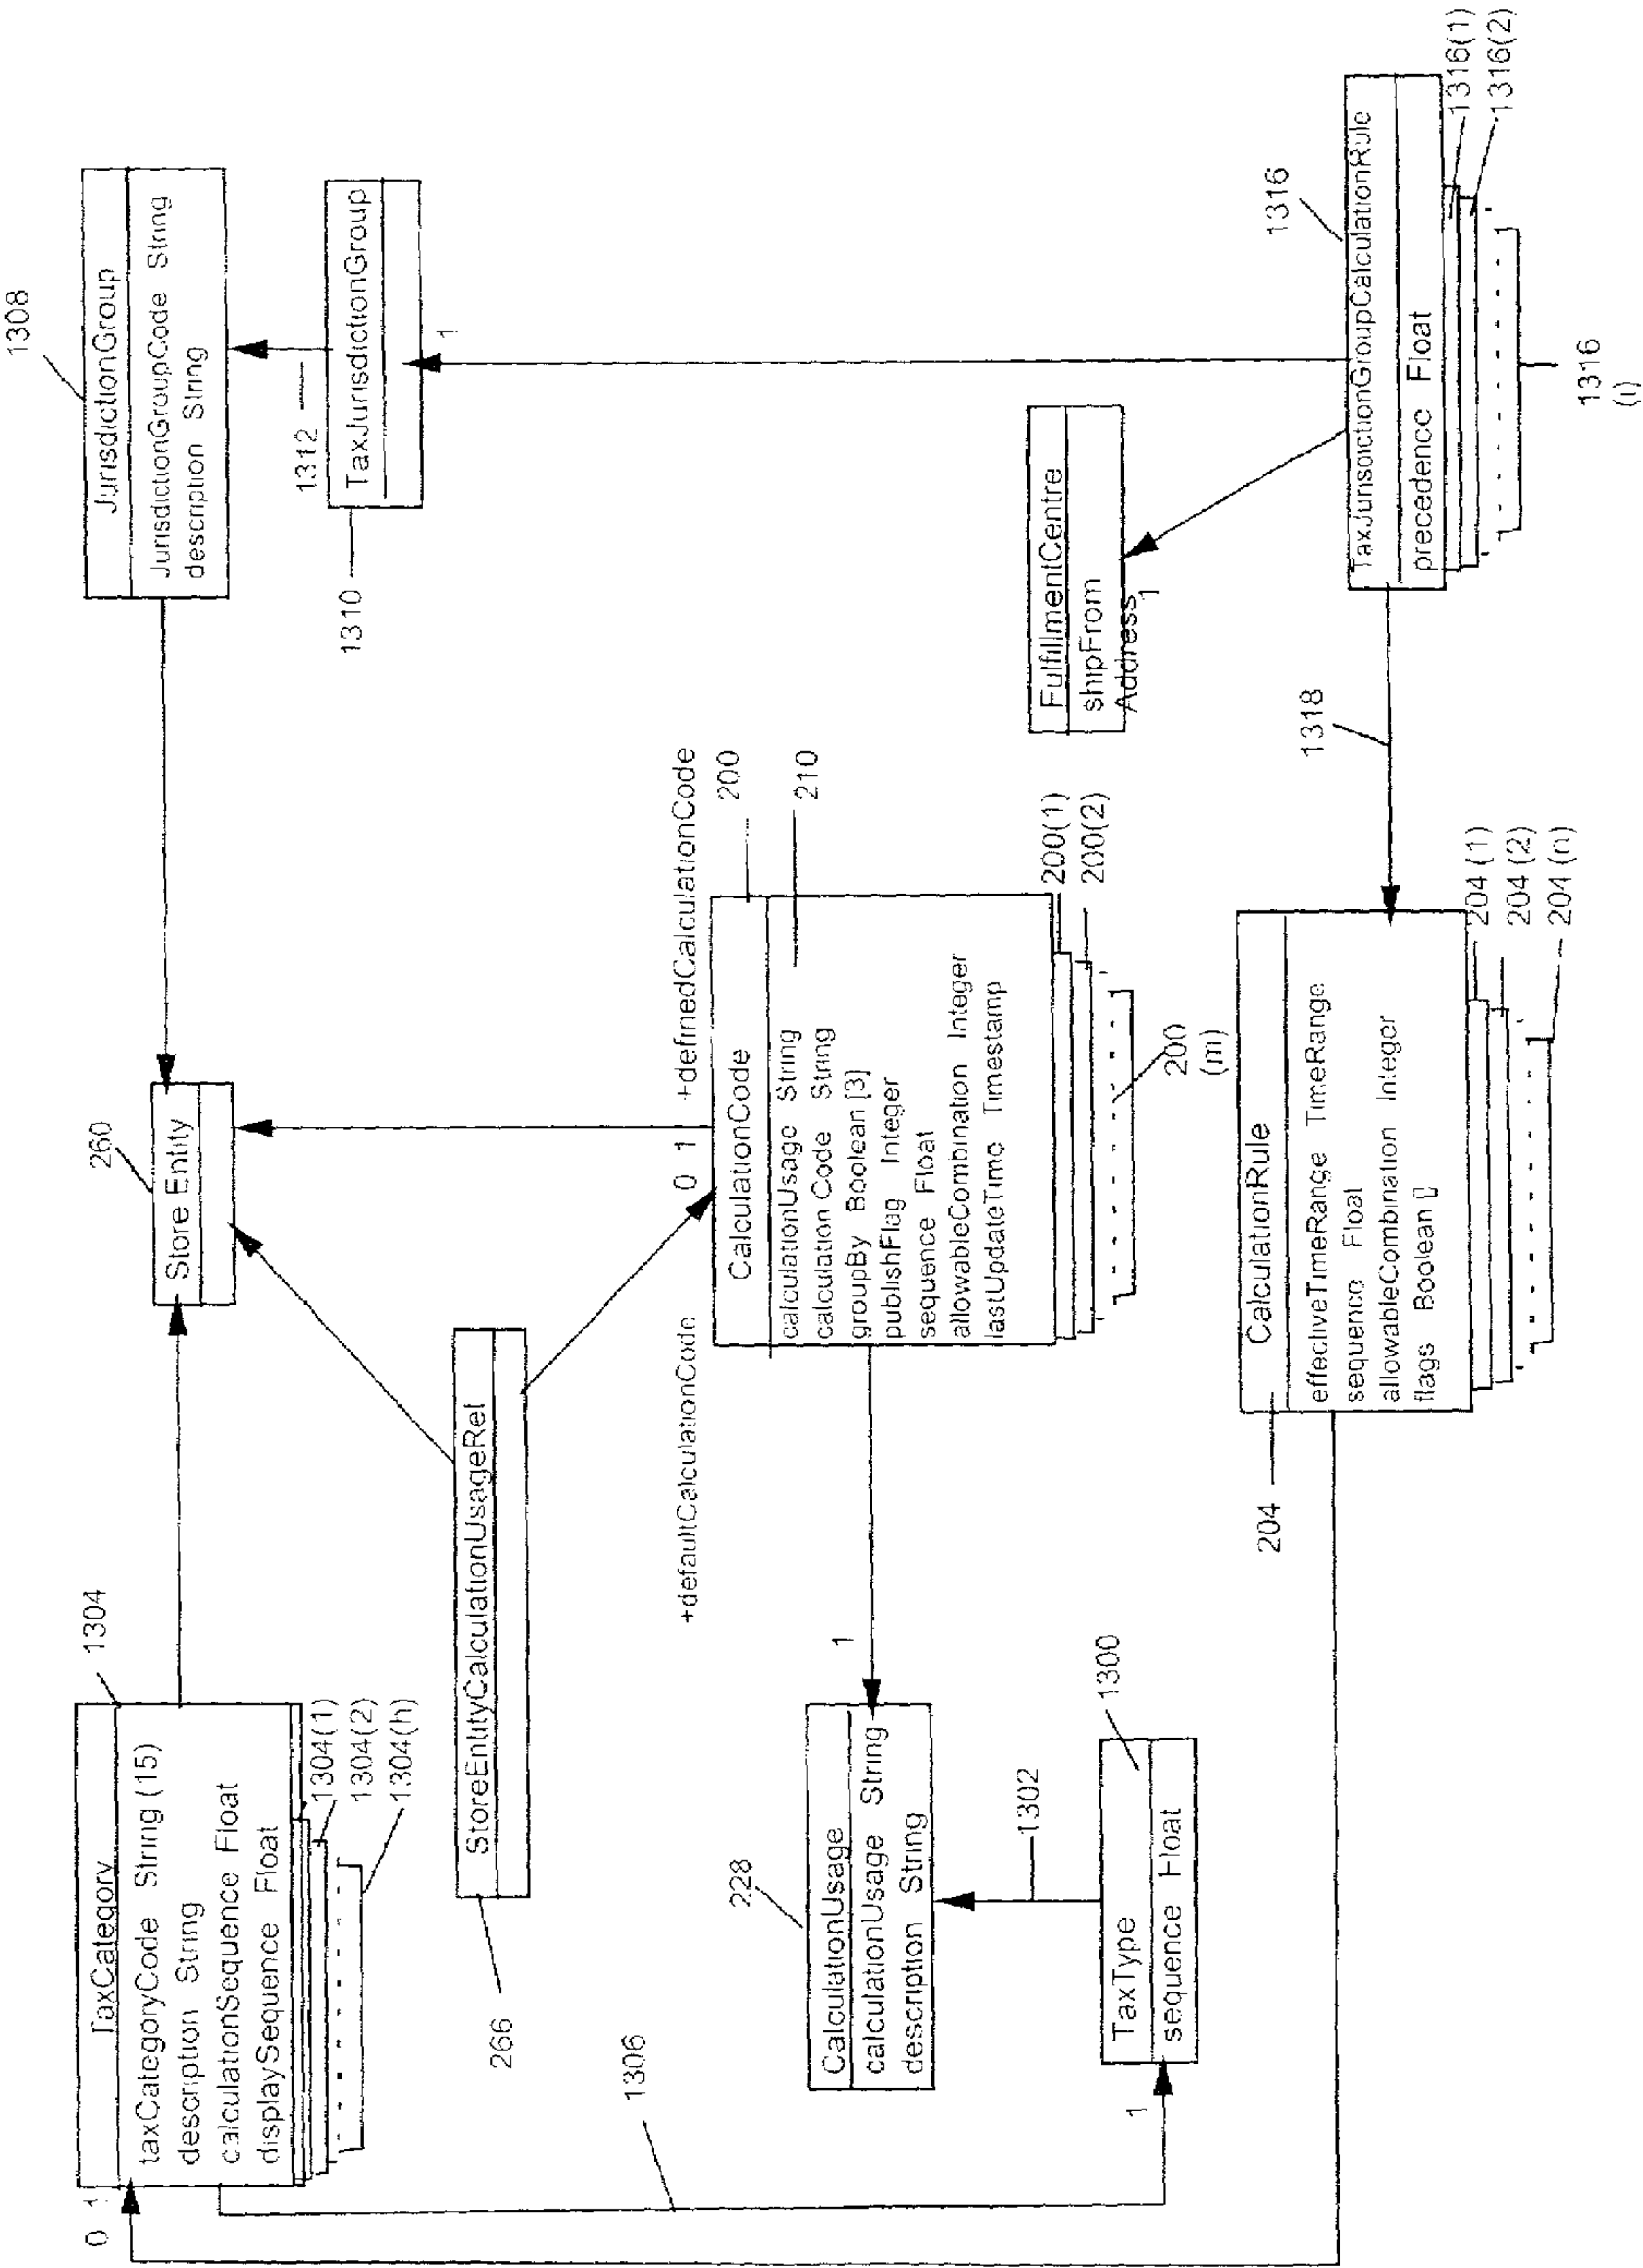 1304
TaxCategory
taxCategoryCode String (15)
description String
calculationSequence Float
displaySequence Float
1304(1)
1304(2)
1304(h)
0 1
260
Store Entity
1308
JurisdictionGroup
JurisdictionGroupCode String
description String
1312
TaxJurisdictionGroup
1310
1
StoreEntityCalculationUsageRel
266
1306
+defaultCalculationCode
0 1
+definedCalculationCode
200
210
CalculationCode
calculationUsage String
calculation Code String
groupBy Boolean [3]
publishFlag Integer
sequence Float
allowableCombination Integer
lastUpdateTime Timestamp
200(1)
200(2)
200
(m)
228
CalculationUsage
calculationUsage String
description String
1
1302
1300
TaxType
sequence Float
1
FulfillmentCentre
shipFrom
Address
1
204
CalculationRule
effectiveTimeRange TimeRange
sequence Float
allowableCombination Integer
flags Boolean []
204 (1)
204 (2)
204 (n)
1318
1316
TaxJurisdictionGroupCalculationRule
precedence Float
1316(1)
1316(2)
1316
(i)